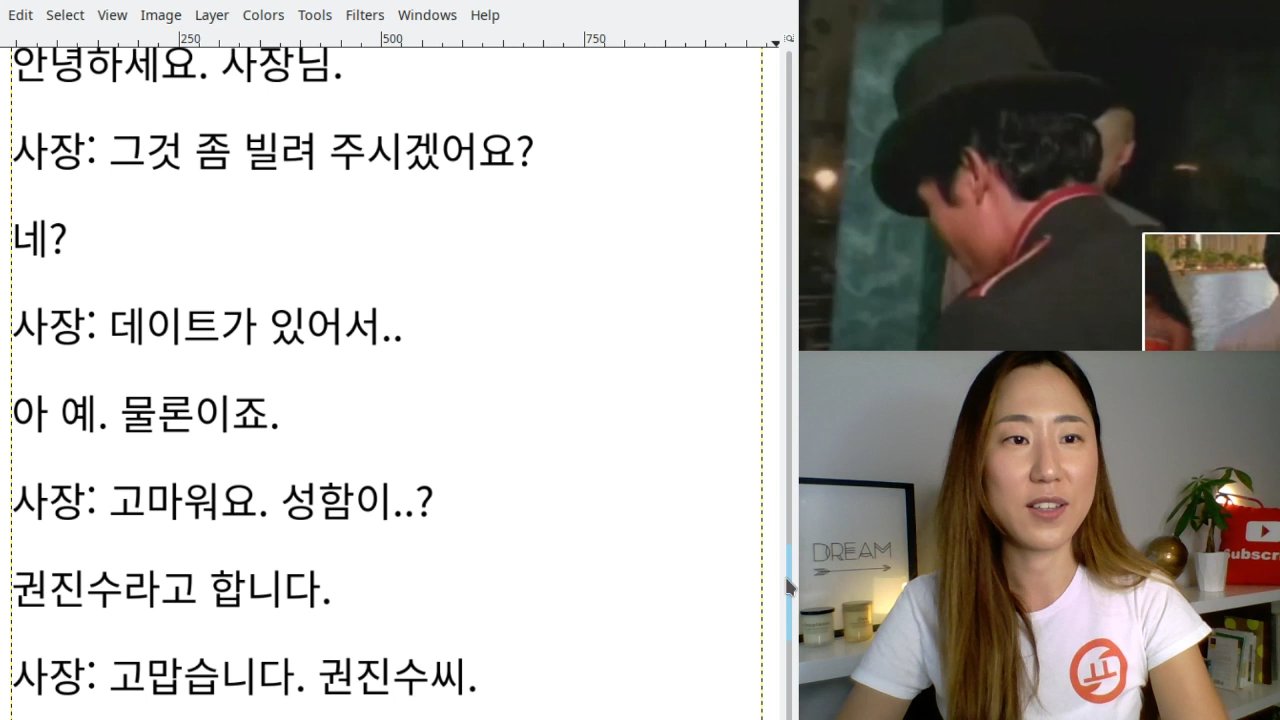 Edit Select View Image Layer Colors Tools Filters Windows Help
250 500 750
안녕하세요. 사장님.
사장: 그것 좀 빌려 주시겠어요?
네?
사장: 데이트가 있어서..
아 예. 물론이죠.
사장: 고마워요. 성함이..?
권진수라고 합니다.
사장: 고맙습니다. 권진수씨.
DREAM